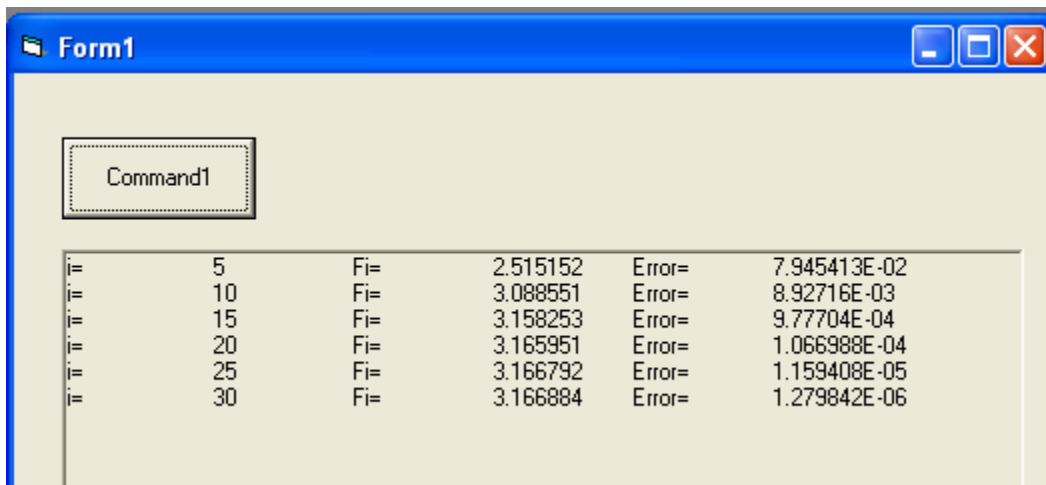 Form1
Command1
i= 5 Fi= 2.515152 Error= 7.945413E-02
i= 10 Fi= 3.088551 Error= 8.92716E-03
i= 15 Fi= 3.158253 Error= 9.77704E-04
i= 20 Fi= 3.165951 Error= 1.066988E-04
i= 25 Fi= 3.166792 Error= 1.159408E-05
i= 30 Fi= 3.166884 Error= 1.279842E-06